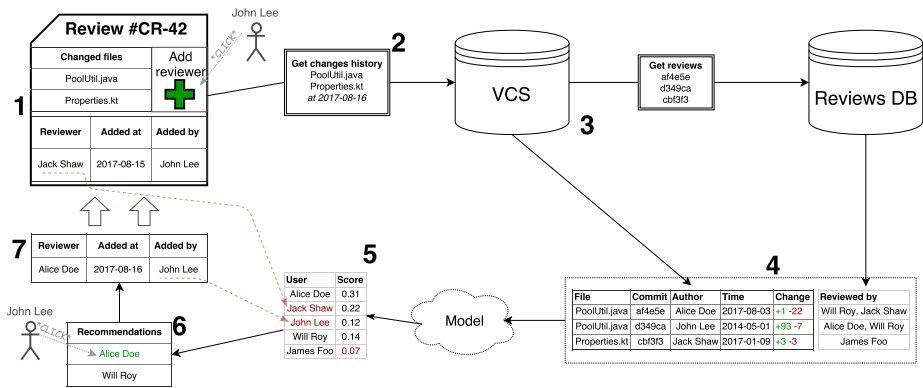 John Lee
*CLICK*
Review #CR-42
Changed files
PoolUtil.java
Properties.kt
Add
reviewer
1
Reviewer Added at Added by
Jack Shaw 2017-08-15 John Lee
2
Get changes history
PoolUtil.java
Properties.kt
at 2017-08-16
VCS
3
Get reviews
af4e5e
d349ca
cbf3f3
Reviews DB
4
File Commit Author Time Change Reviewed by
PoolUtil.java af4e5e Alice Doe 2017-08-03 +1 -22 Will Roy, Jack Shaw
PoolUtil.java d349ca John Lee 2014-05-01 +93 -7 Alice Doe, Will Roy
Properties.kt cbf3f3 Jack Shaw 2017-01-09 +3 -3 James Foo
Model
5
User Score
Alice Doe 0.31
Jack Shaw 0.22
John Lee 0.12
Will Roy 0.14
James Foo 0.07
6
John Lee
*CLICK*
Recommendations
Alice Doe
Will Roy
7
Reviewer Added at Added by
Alice Doe 2017-08-16 John Lee